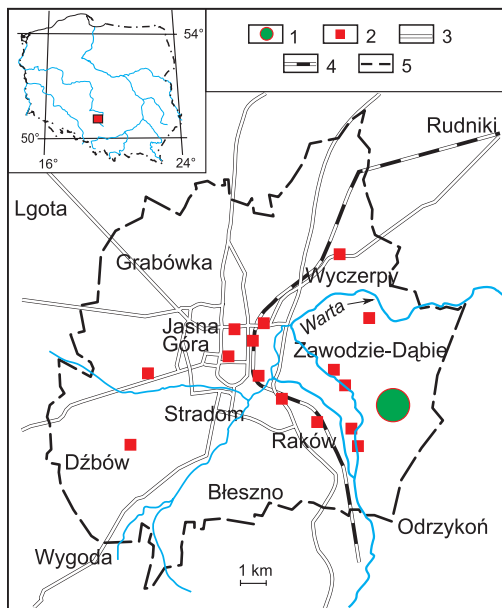 54°
50°
16°
24°
1
2
3
4
5
Rudniki
Lgota
Grabówka
Wyczerpy
Warta
Jasna
Góra
Zawodzie-Dąbie
Stradom
Raków
Dźbów
Błeszno
Odrzykoń
Wygoda
1 km